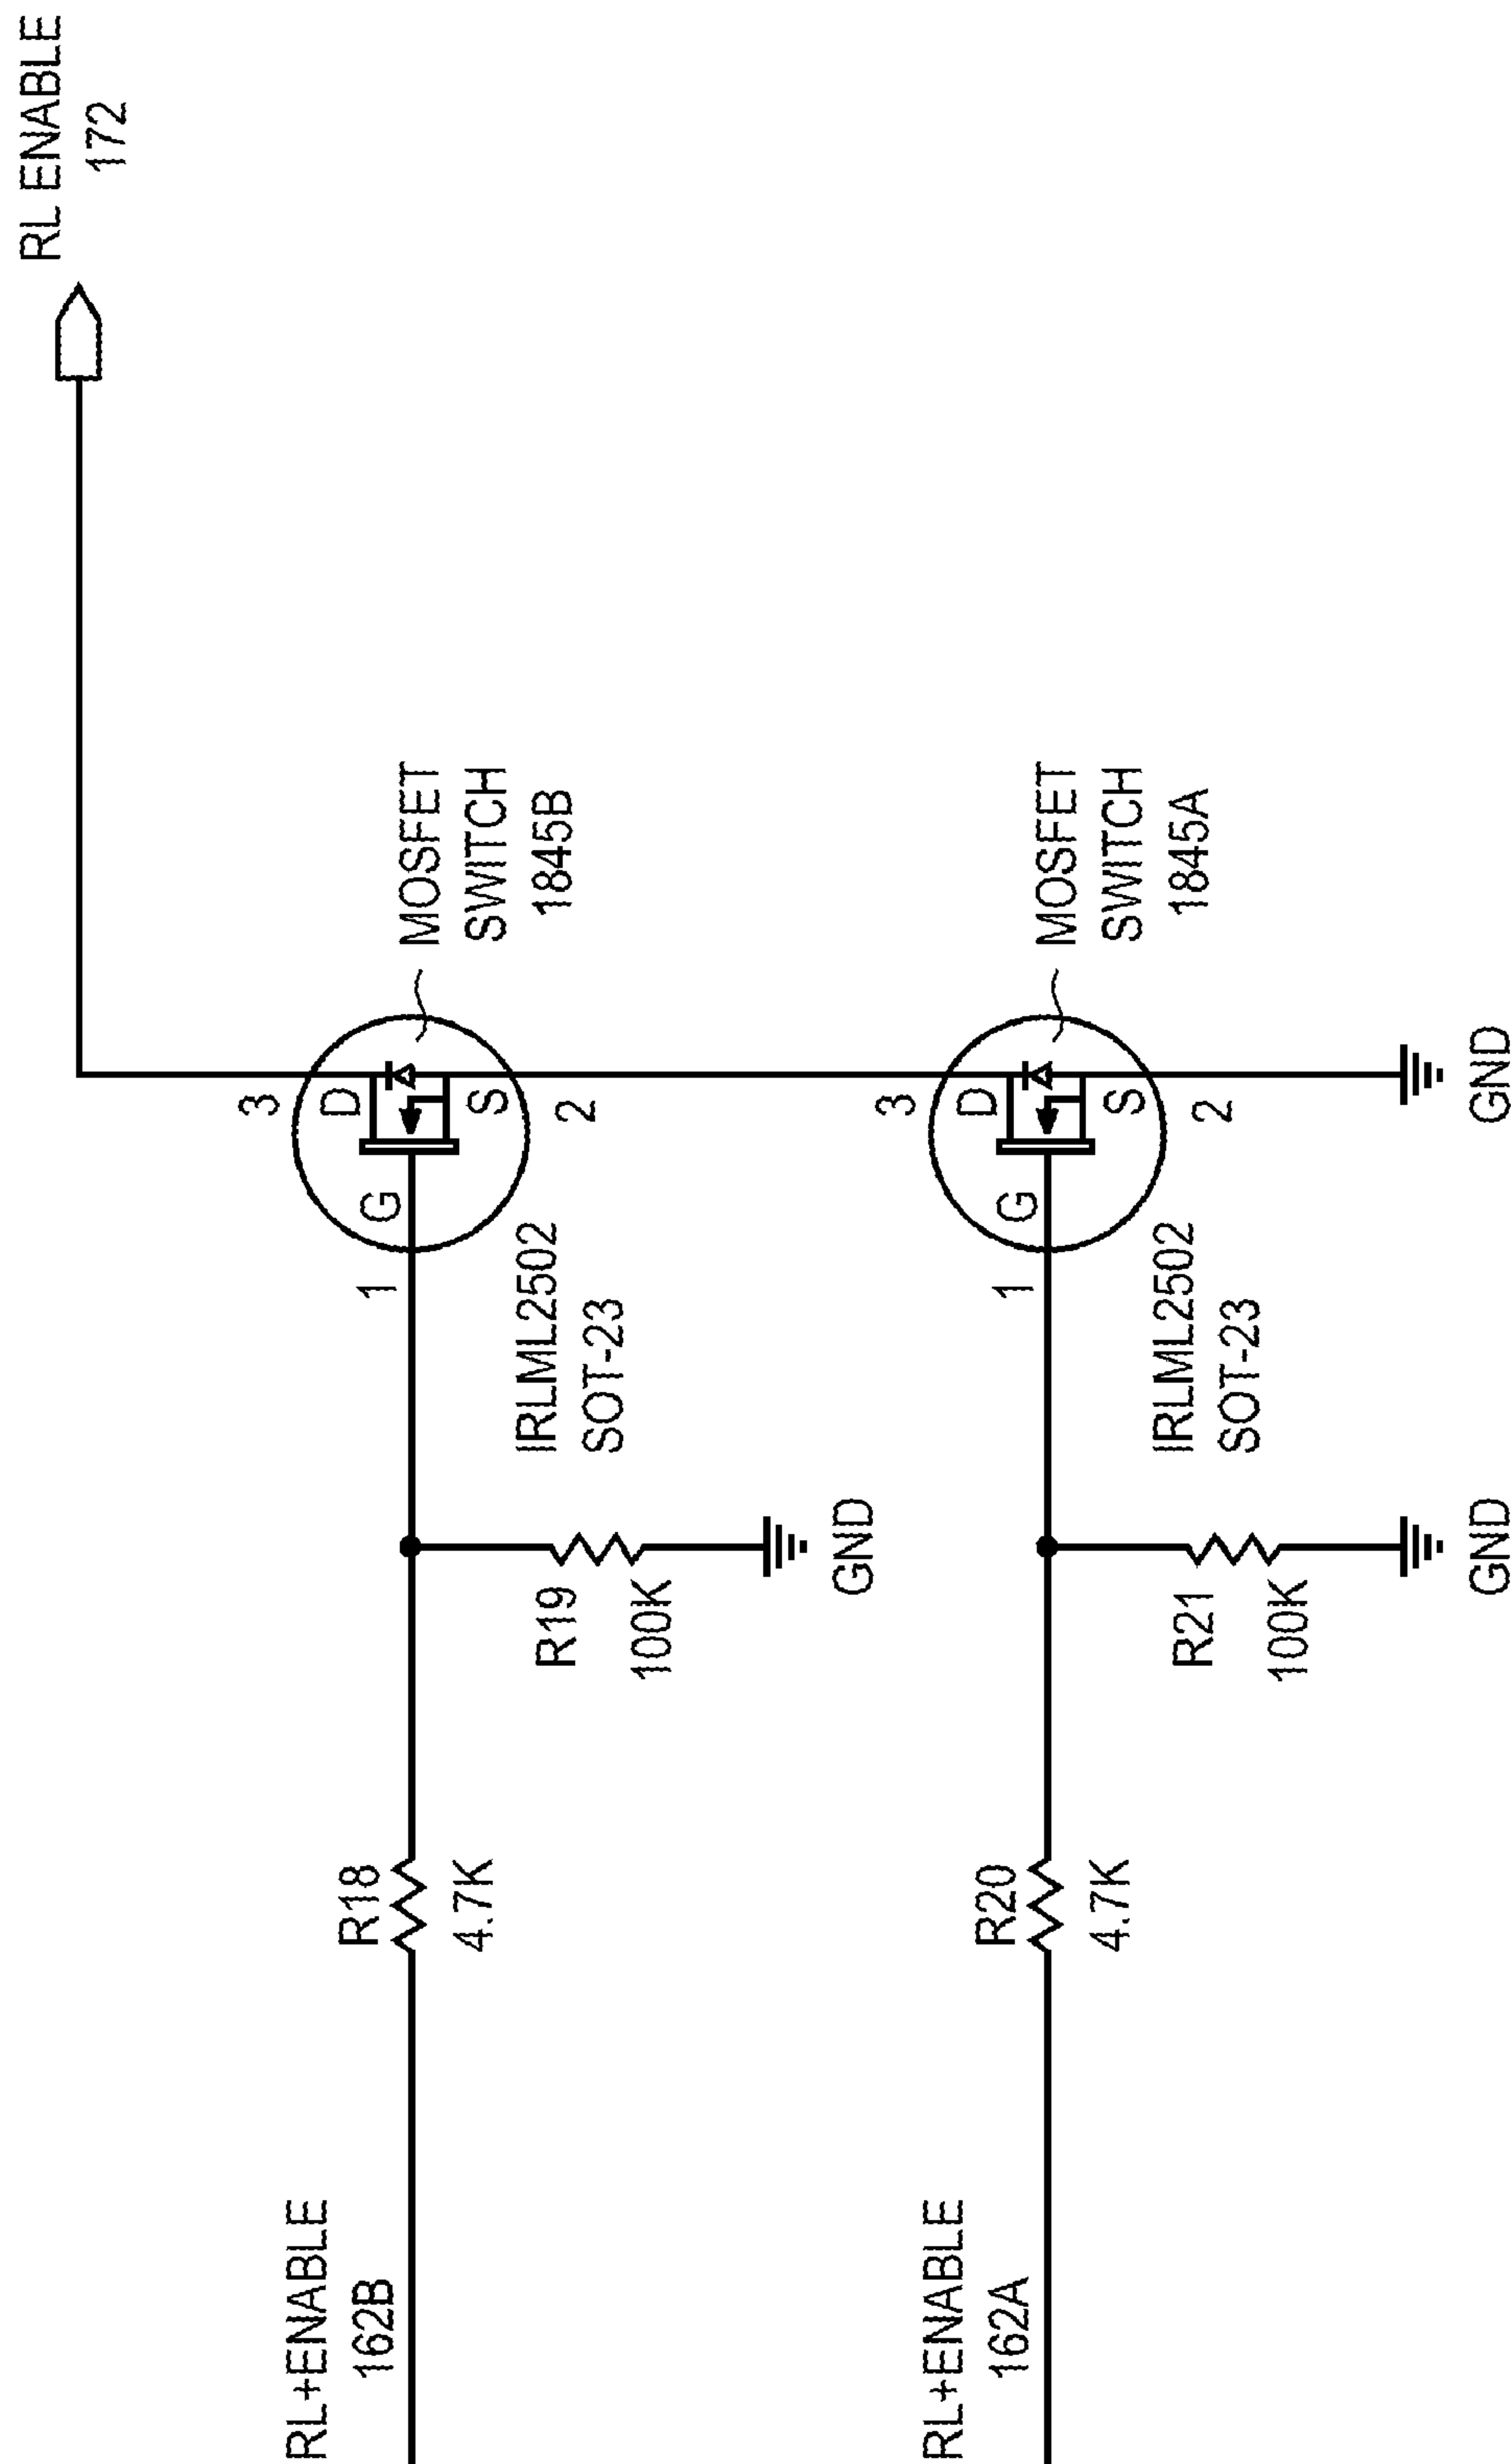 RL ENABLE
172
3
D
G
S
1
2
MOSFET
SWITCH
1845B
IRLML2502
SOT-23
RL+ENABLE
162B
R18
4.7K
R19
100K
GND
3
D
G
S
1
2
MOSFET
SWITCH
1845A
IRLML2502
SOT-23
RL+ENABLE
162A
R20
4.7K
R21
100K
GND
GND